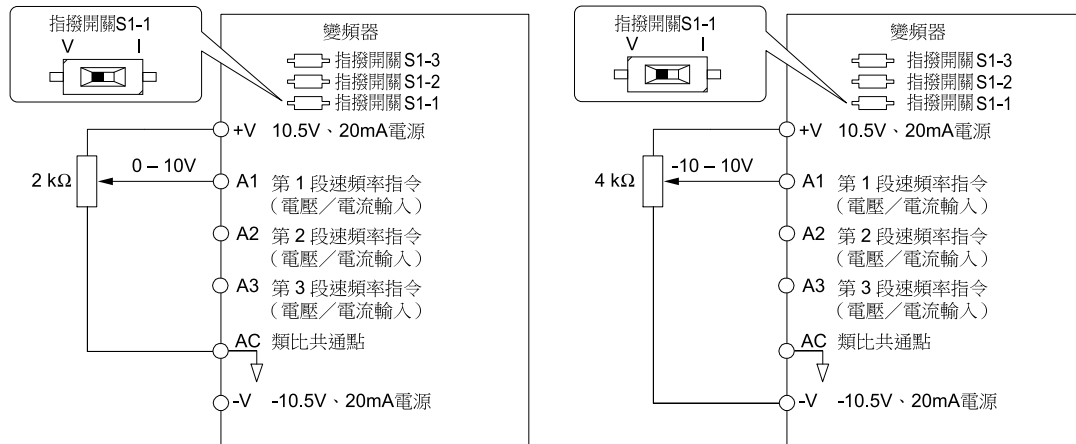 指撥開關S1-1
V I
變頻器
指撥開關S1-3
指撥開關S1-2
指撥開關S1-1
+V 10.5V、20mA電源
2 kΩ
0 – 10V
A1 第 1 段速頻率指令
（電壓／電流輸入）
A2 第 2 段速頻率指令
（電壓／電流輸入）
A3 第 3 段速頻率指令
（電壓／電流輸入）
AC 類比共通點
-V -10.5V、20mA電源
指撥開關S1-1
V I
變頻器
指撥開關 S1-3
指撥開關 S1-2
指撥開關 S1-1
+V 10.5V、20mA電源
4 kΩ
-10 – 10V
A1 第 1 段速頻率指令
（電壓／電流輸入）
A2 第 2 段速頻率指令
（電壓／電流輸入）
A3 第 3 段速頻率指令
（電壓／電流輸入）
AC 類比共通點
-V -10.5V、20mA電源